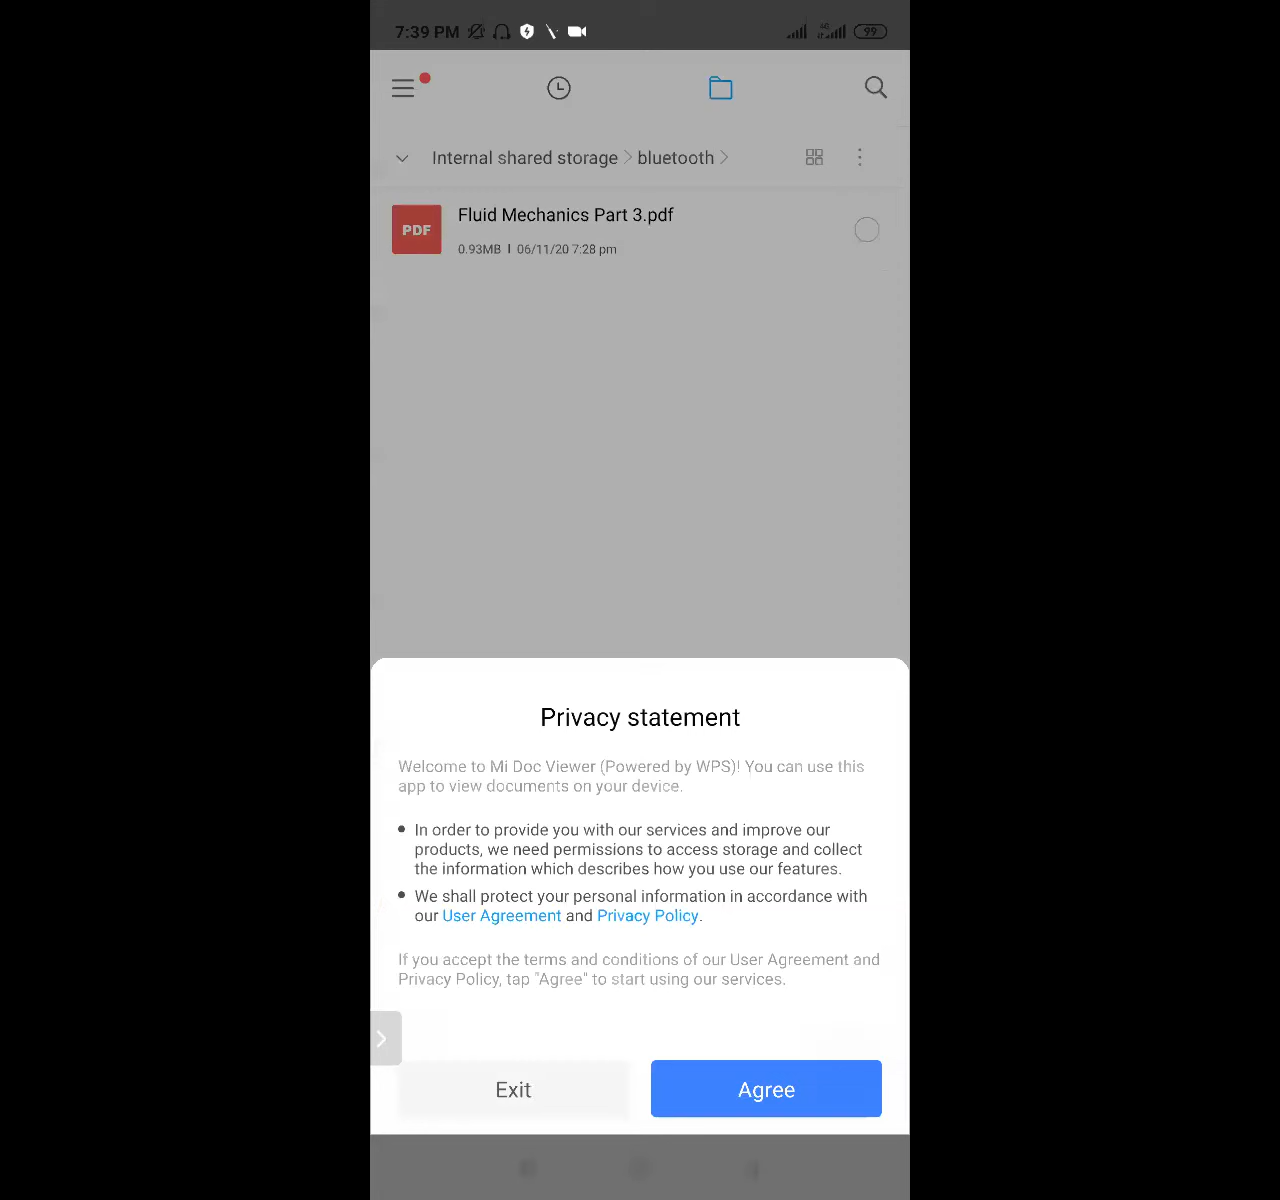 7:39 PM 4G 99
Internal shared storage bluetooth
PDF
Fluid Mechanics Part 3.pdf
0.93MB | 06/11/20 7:28 pm
Privacy statement
Welcome to Mi Doc Viewer (Powered by WPS)! You can use this
app to view documents on your device.
• In order to provide you with our services and improve our
products, we need permissions to access storage and collect
the information which describes how you use our features.
• We shall protect your personal information in accordance with
our User Agreement and Privacy Policy.
If you accept the terms and conditions of our User Agreement and
Privacy Policy, tap "Agree" to start using our services.
Exit
Agree